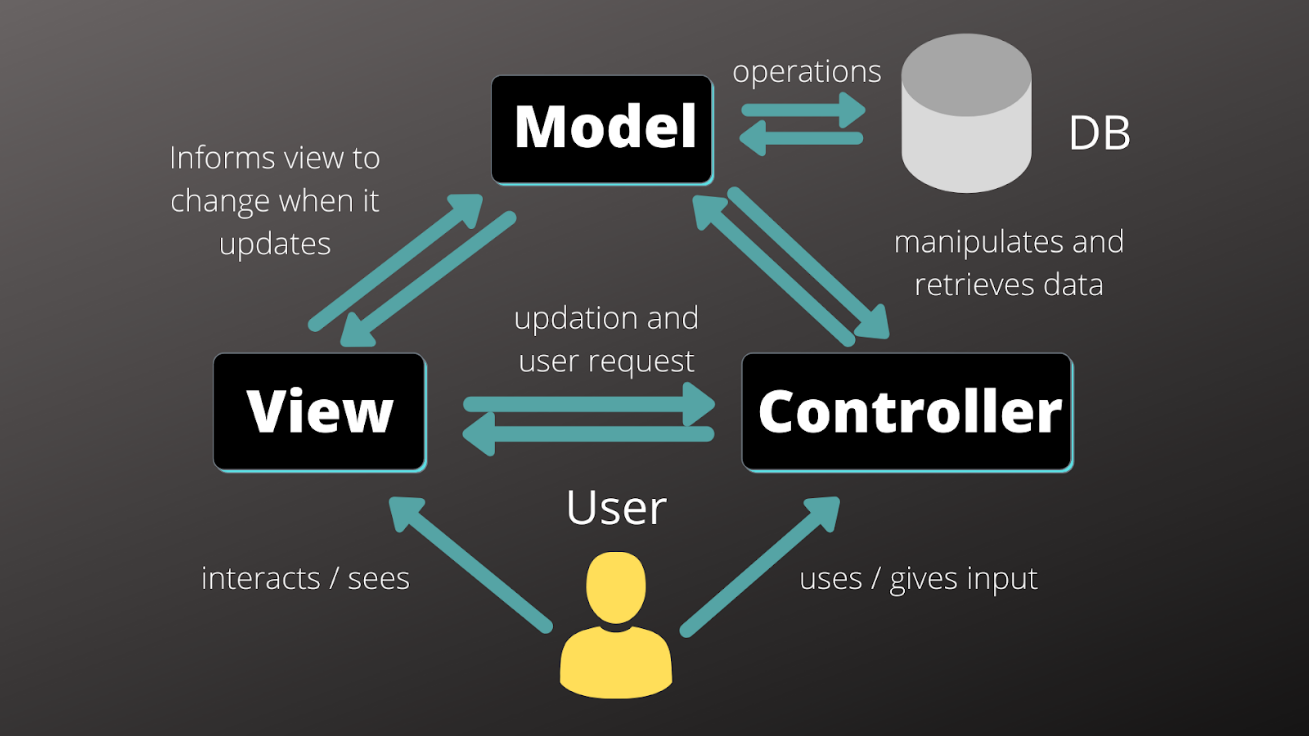 operations
Model
DB
Informs view to
change when it
updates
manipulates and
retrieves data
updation and
user request
View
Controller
User
interacts / sees
uses / gives input